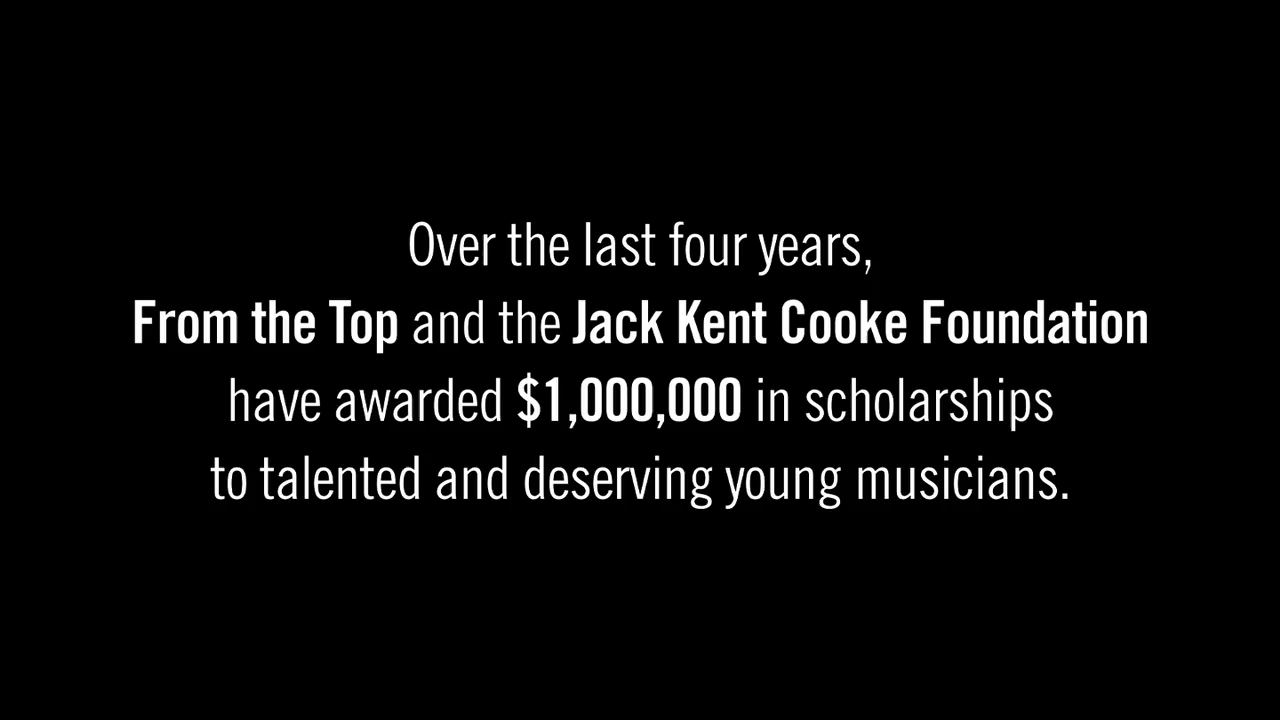 Over the last four years,
From the Top and the Jack Kent Cooke Foundation
have awarded $1,000,000 in scholarships
to talented and deserving young musicians.